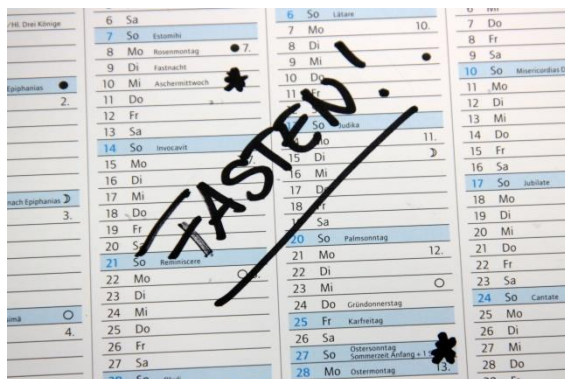 /Hl. Drei Könige
Epiphanias
2.
nach Epiphanias
3.
4.
6 Sa
7 So Estomihi
8 Mo Rosenmontag 7.
9 Di Fastnacht
10 Mi Aschermittwoch
11 Do
12 Fr
13 Sa
14 So Invocavit
15 Mo
16 Di
17 Mi
18 Do
19 Fr
20 Sa
21 So Reminiscere
22 Mo
23 Di
24 Mi
25 Do
26 Fr
27 Sa
FASTEN!
6 So Lätare
7 Mo 10.
8 Di
9 Mi
10 Do
11 Fr
So Judika
Mo 11.
15 Di
16 Mi
17 Do
18 Fr
Sa
20 So Palmsonntag
21 Mo 12.
22 Di
23 Mi
24 Do Gründonnerstag
25 Fr Karfreitag
26 Sa
27 So Ostersonntag
Sommerzeit Anfang
28 Mo Ostermontag 13.
7 Do
8 Fr
9 Sa
10 So Misericordias
11 Mo
12 Di
13 Mi
14 Do
15 Fr
16 Sa
17 So Jubilate
18 Mo
19 Di
20 Mi
21 Do
22 Fr
23 Sa
24 So Cantate
25 Mo
26 Di
27 Mi
28 Do